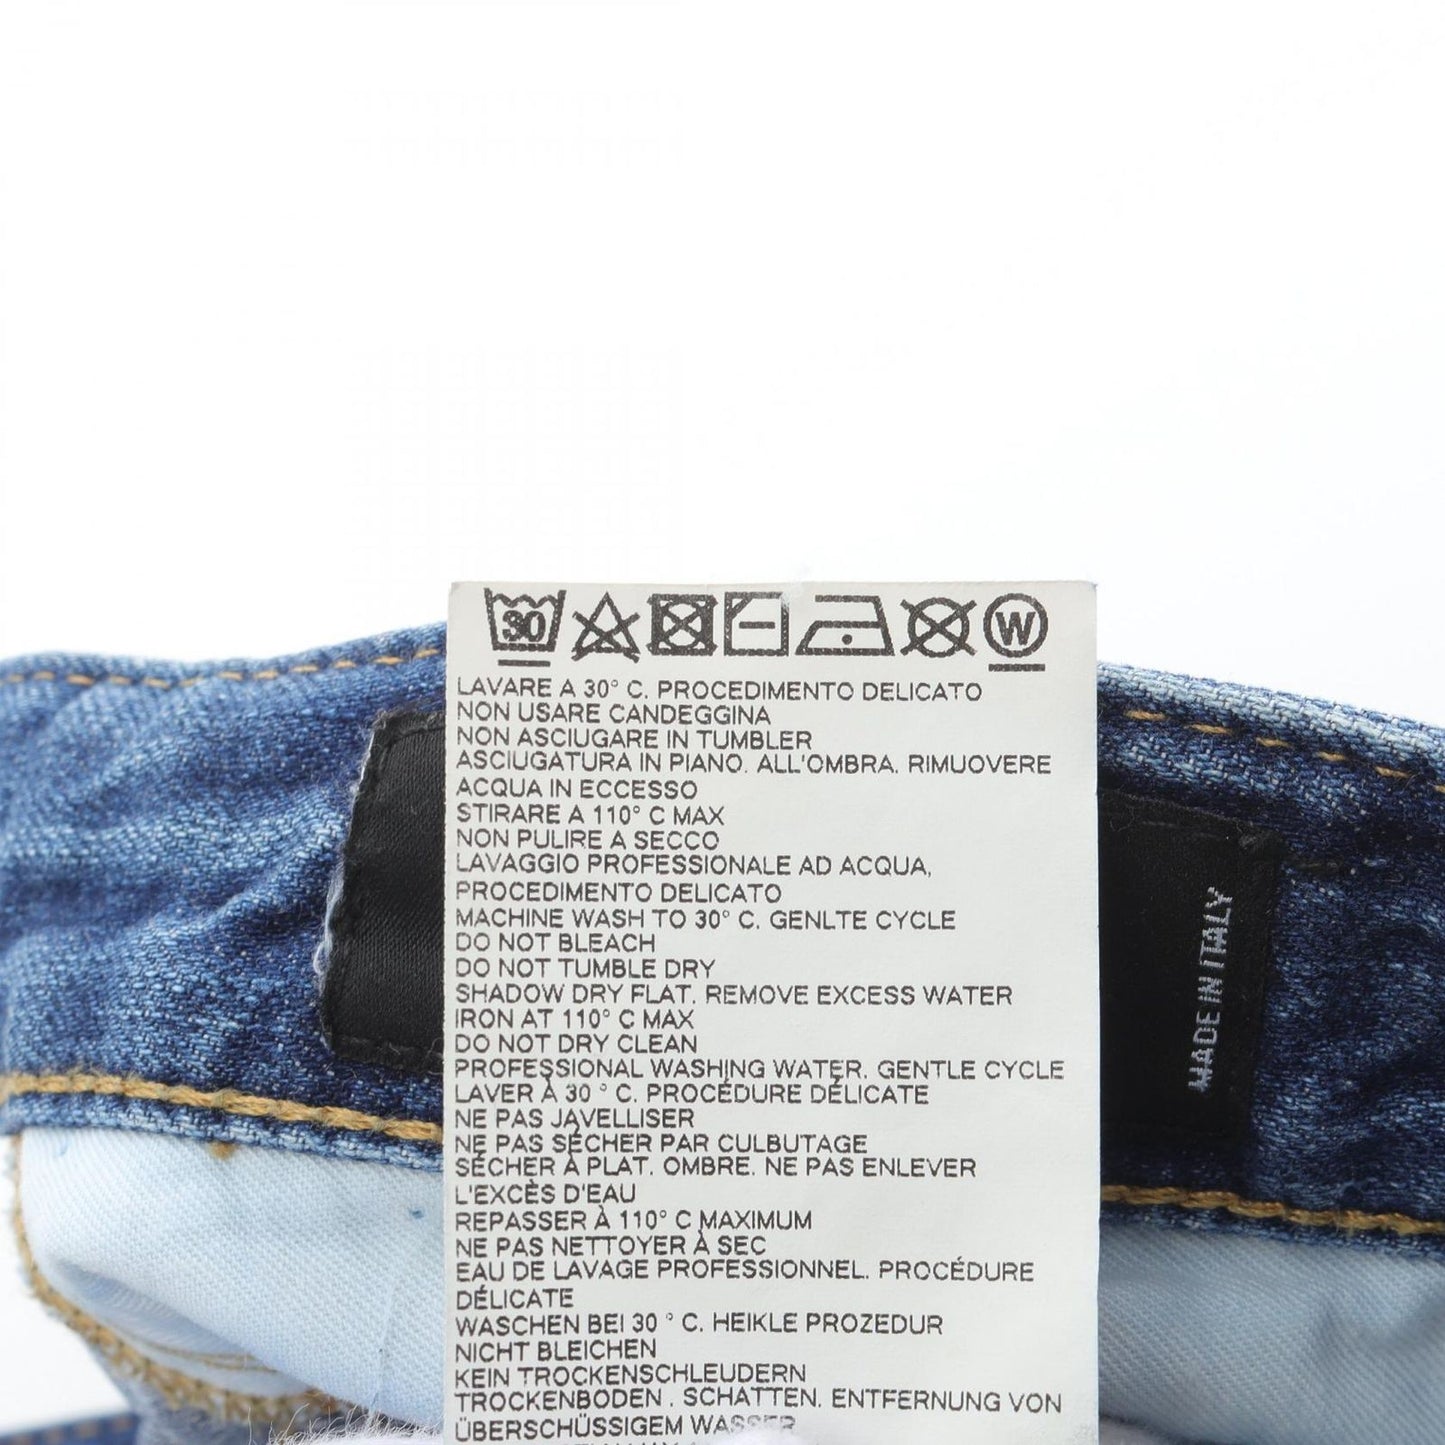 30 W
LAVARE A 30° C. PROCEDIMENTO DELICATO
NON USARE CANDEGGINA
NON ASCIUGARE IN TUMBLER
ASCIUGATURA IN PIANO. ALL'OMBRA. RIMUOVERE
ACQUA IN ECCESSO
STIRARE A 110° C MAX
NON PULIRE A SECCO
LAVAGGIO PROFESSIONALE AD ACQUA,
PROCEDIMENTO DELICATO
MACHINE WASH TO 30° C. GENLTE CYCLE
DO NOT BLEACH
DO NOT TUMBLE DRY
SHADOW DRY FLAT. REMOVE EXCESS WATER
IRON AT 110° C MAX
DO NOT DRY CLEAN
PROFESSIONAL WASHING WATER. GENTLE CYCLE
LAVER À 30° C. PROCÉDURE DÉLICATE
NE PAS JAVELLISER
NE PAS SÉCHER PAR CULBUTAGE
SÉCHER À PLAT. OMBRE. NE PAS ENLEVER
L'EXCÈS D'EAU
REPASSER À 110° C MAXIMUM
NE PAS NETTOYER À SEC
EAU DE LAVAGE PROFESSIONNEL. PROCÉDURE
DÉLICATE
WASCHEN BEI 30 ° C. HEIKLE PROZEDUR
NICHT BLEICHEN
KEIN TROCKENSCHLEUDERN
TROCKENBODEN . SCHATTEN. ENTFERNUNG VON
ÜBERSCHÜSSIGEM WASSER
MADE IN ITALY